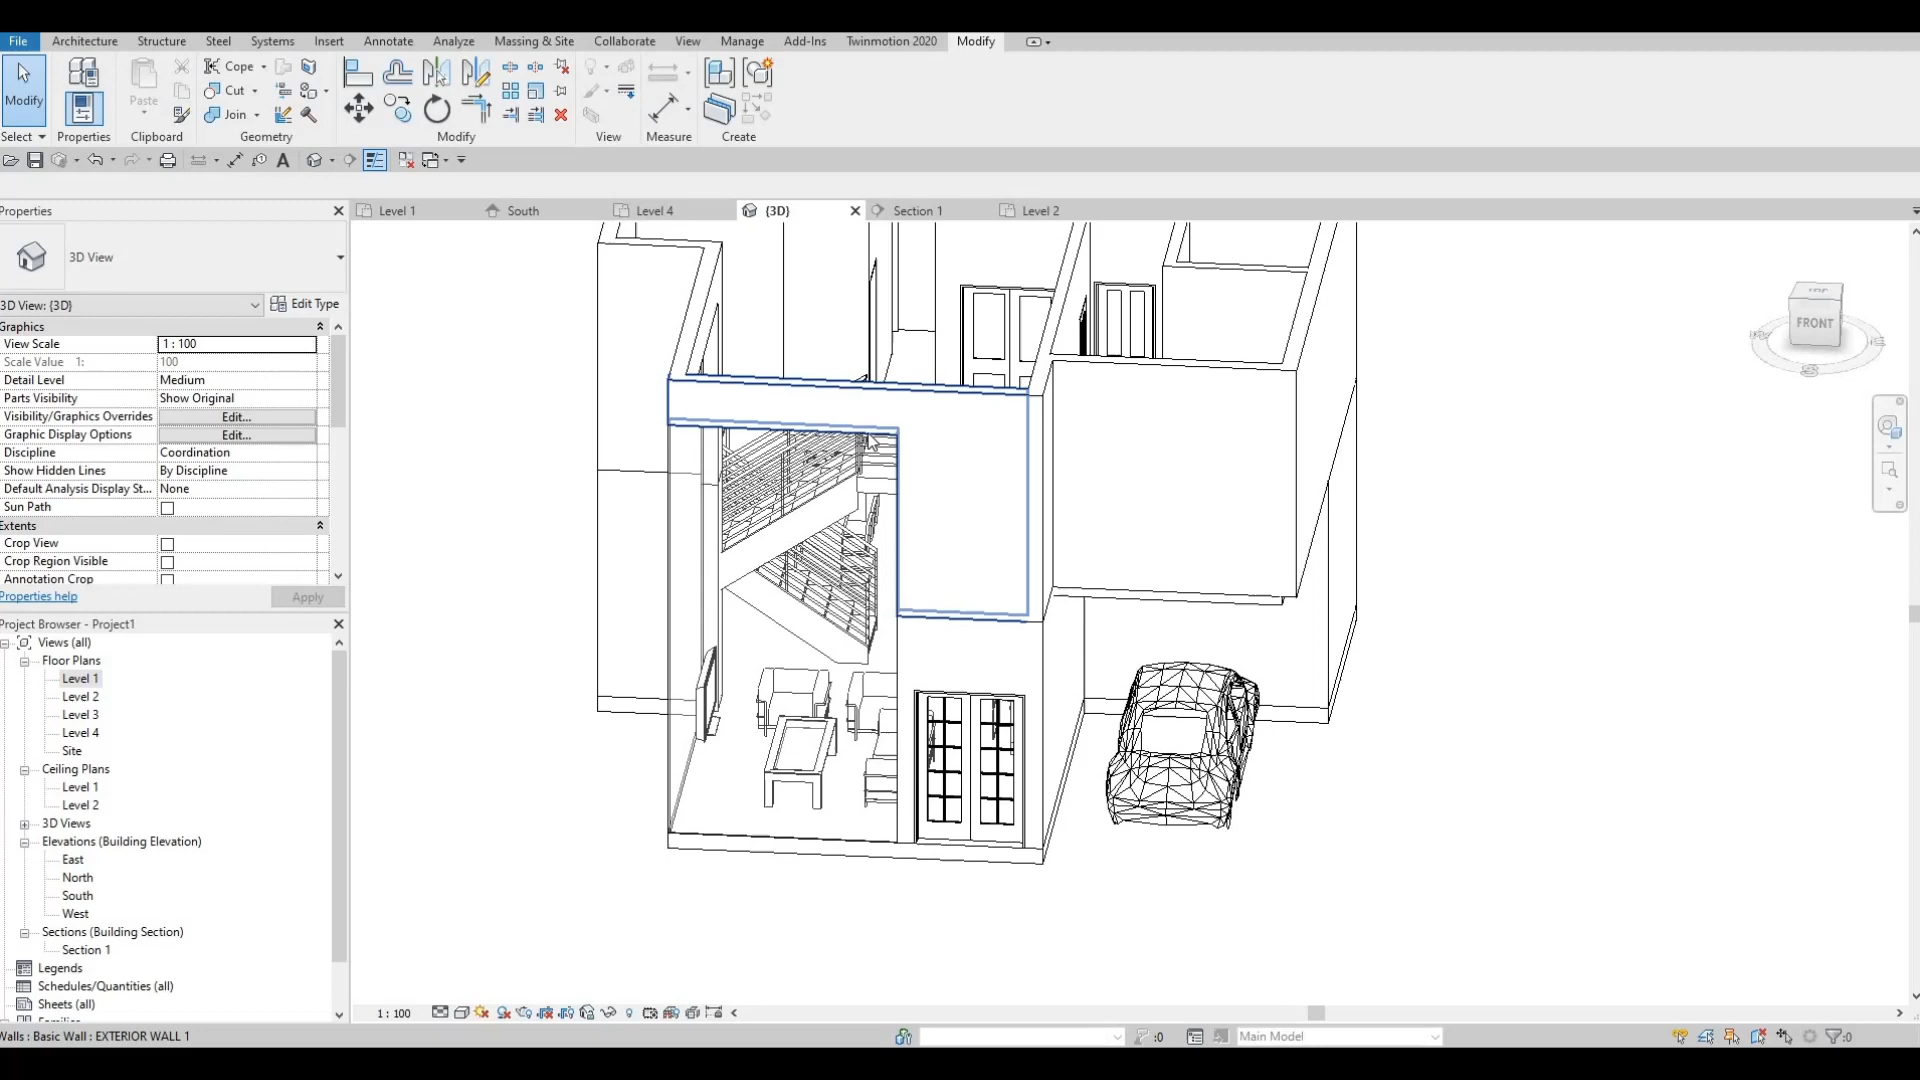 File Architecture Structure Steel Systems Insert Annotate Analyze Massing & Site Collaborate View Manage Add-Ins Twinmotion 2020 Modify
Modify Paste Cope Cut Join
Select Properties Clipboard Geometry Modify View Measure Create
A
Properties
Level 1 South Level 4 {3D} Section 1 Level 2
3D View
3D View: {3D} Edit Type
Graphics
View Scale 1 : 100
Scale Value 1: 100
Detail Level Medium
Parts Visibility Show Original
Visibility/Graphics Overrides Edit...
Graphic Display Options Edit...
Discipline Coordination
Show Hidden Lines By Discipline
Default Analysis Display St... None
Sun Path
Extents
Crop View
Crop Region Visible
Annotation Crop
Properties help Apply
Project Browser - Project1
Views (all)
Floor Plans
Level 1
Level 2
Level 3
Level 4
Site
Ceiling Plans
Level 1
Level 2
3D Views
Elevations (Building Elevation)
East
North
South
West
Sections (Building Section)
Section 1
Legends
Schedules/Quantities (all)
Sheets (all)
FRONT
1 : 100
Walls : Basic Wall : EXTERIOR WALL 1 :0 Main Model :0